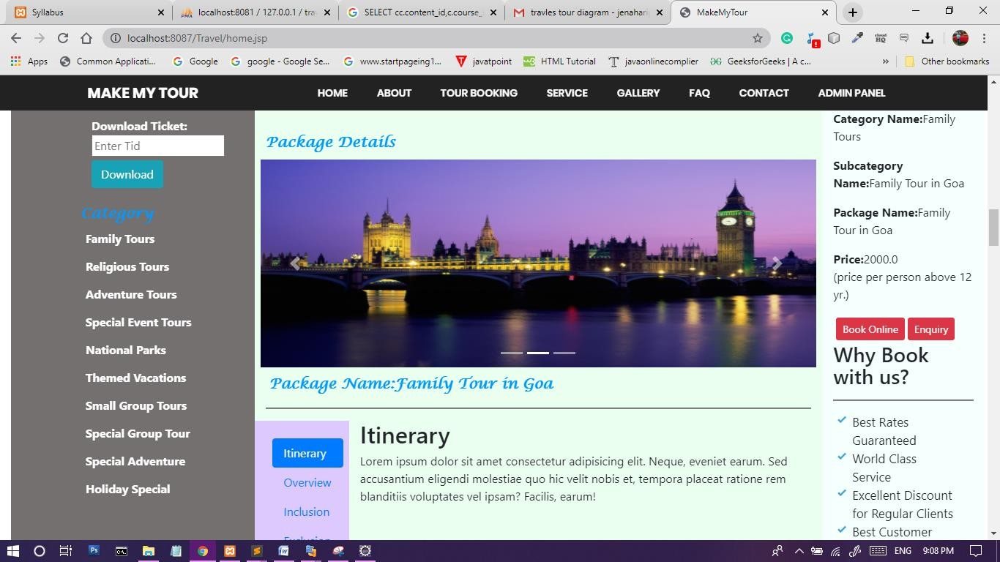 Syllabus
localhost:8081 / 127.0.0.1 / tra
SELECT cc.content_id,c.course_
travles tour diagram - jenahari
MakeMyTour
localhost:8087/Travel/home.jsp
Apps
Common Applicati...
Google
google - Google Se...
www.startpageing1...
javatpoint
HTML Tutorial
javaonlinecomplier
GeeksforGeeks | A c...
»
Other bookmarks
MAKE MY TOUR
HOME
ABOUT
TOUR BOOKING
SERVICE
GALLERY
FAQ
CONTACT
ADMIN PANEL
Download Ticket:
Enter Tid
Download
Category
Family Tours
Religious Tours
Adventure Tours
Special Event Tours
National Parks
Themed Vacations
Small Group Tours
Special Group Tour
Special Adventure
Holiday Special
Package Details
Package Name:Family Tour in Goa
Itinerary
Overview
Inclusion
Itinerary
Lorem ipsum dolor sit amet consectetur adipisicing elit. Neque, eveniet earum. Sed
accusantium eligendi molestiae quo hic velit nobis et, tempora placeat ratione rem
blanditiis voluptates vel ipsam? Facilis, earum!
Category Name:Family
Tours
Subcategory
Name:Family Tour in Goa
Package Name:Family
Tour in Goa
Price:2000.0
(price per person above 12
yr.)
Book Online
Enquiry
Why Book
with us?
Best Rates
Guaranteed
World Class
Service
Excellent Discount
for Regular Clients
Best Customer
ENG
9:08 PM